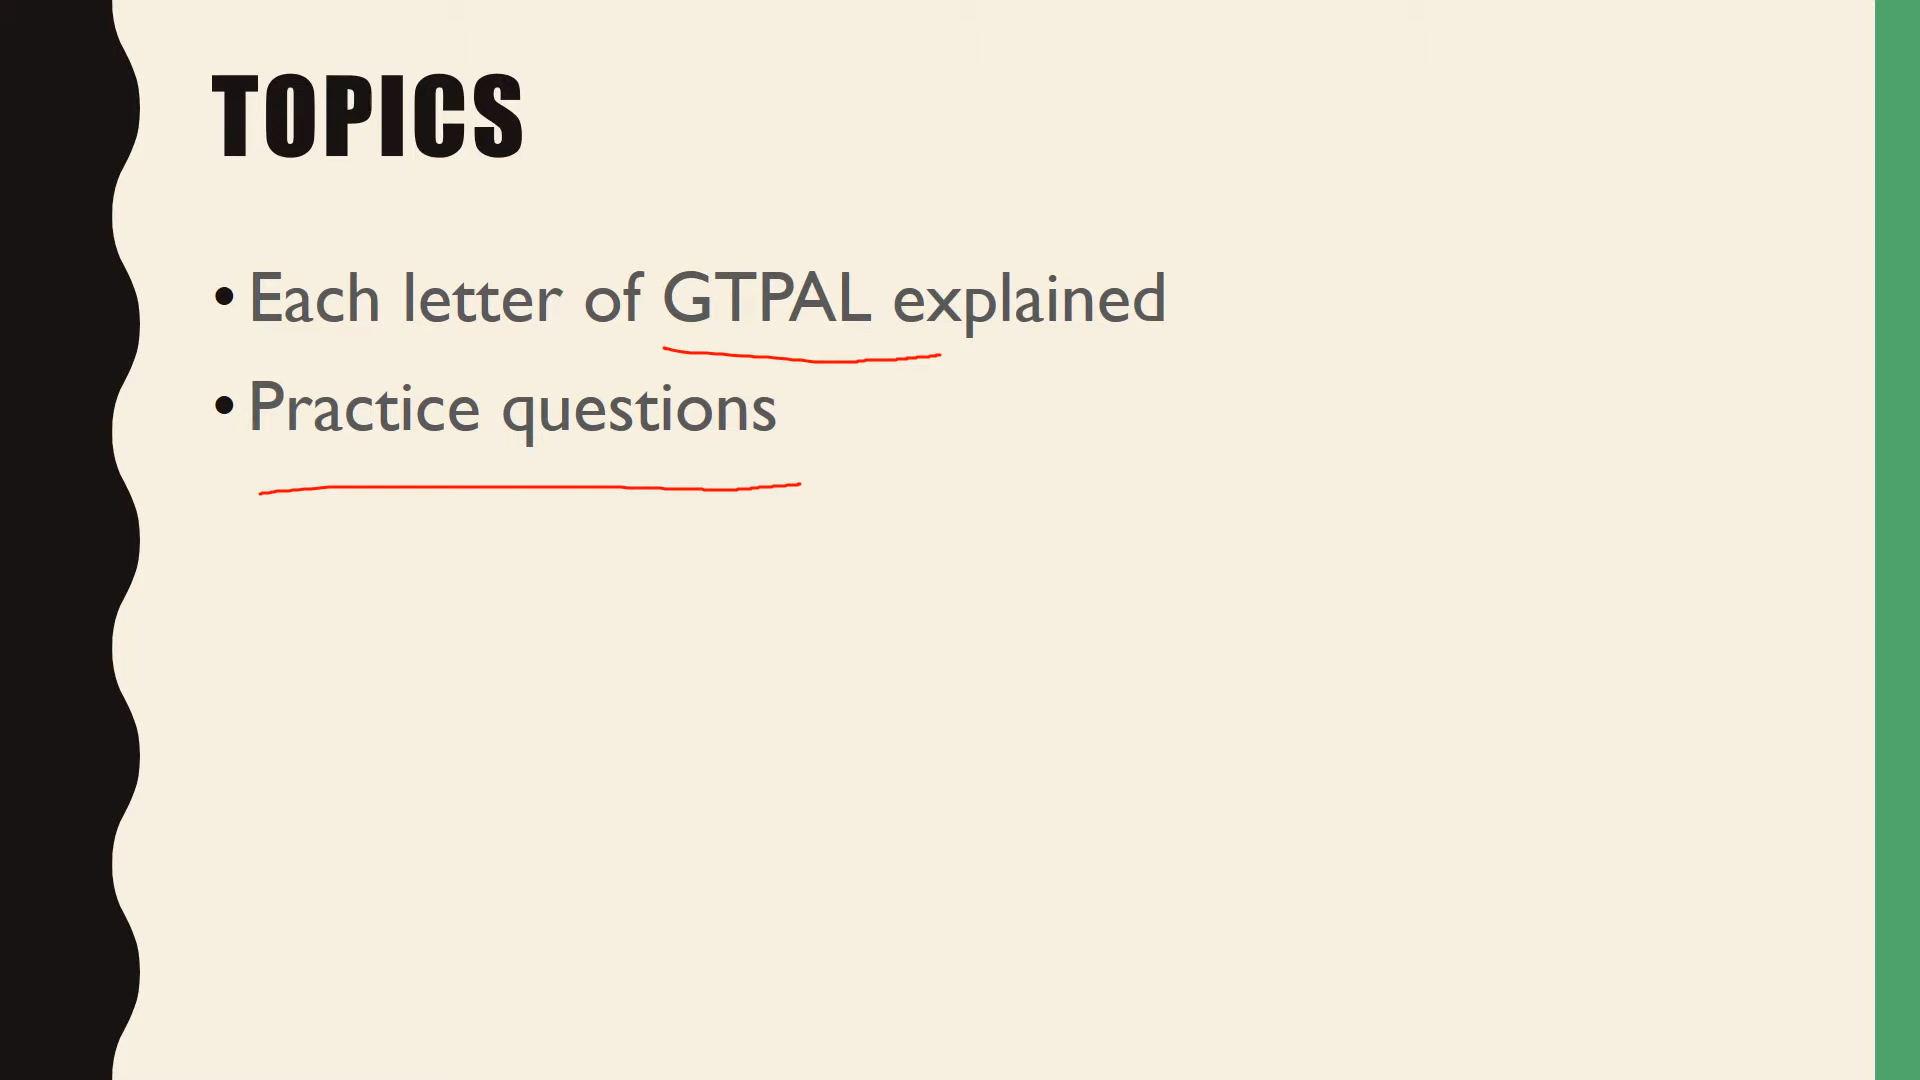 TOPICS
• Each letter of GTPAL explained
• Practice questions